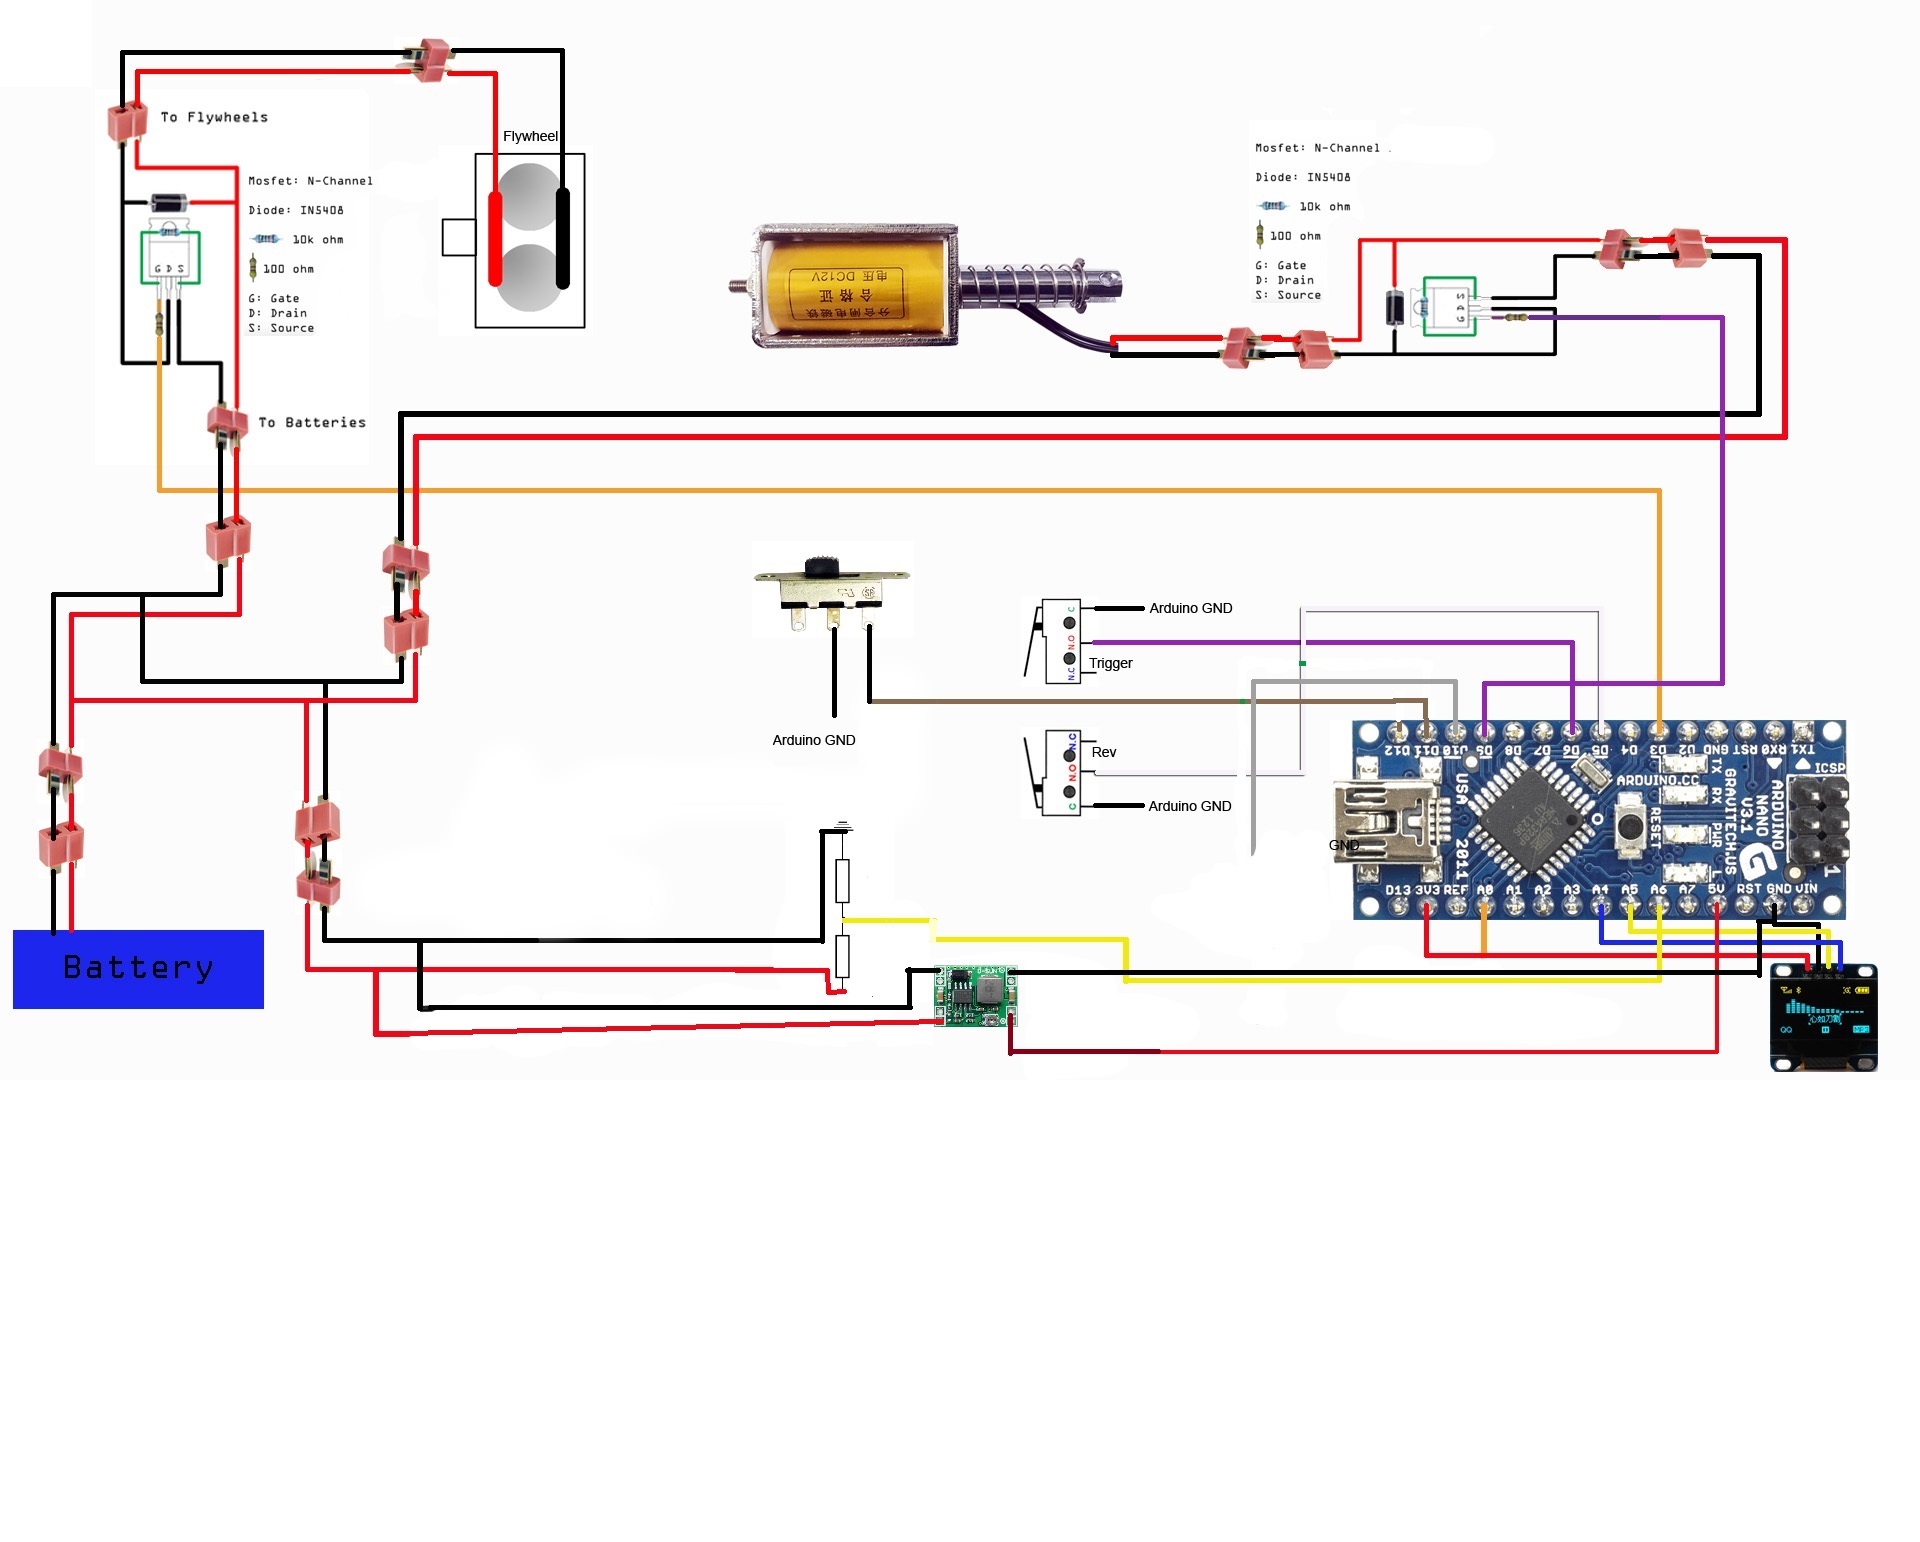 To Flywheels
Mosfet: N-Channel
Diode: IN5408
10k ohm
100 ohm
G: Gate
D: Drain
S: Source
G D S
To Batteries
Flywheel
电压 DC12V
合格证
分合闸电磁铁
Mosfet: N-Channel .
Diode: IN5408
10k ohm
100 ohm
G: Gate
D: Drain
S: Source
S
D
G
C
N.O
N.C
Arduino GND
Trigger
Arduino GND
N.C
N.O
C
Rev
Arduino GND
D12 D11 D10 D9 D8 D7 D6 D5 D4 D3 D2 GND RST RX0 TX1
USA
2011
ARDUINO.CC
GRAVITECH.US
ARDUINO
NANO
V3.1
TX
RX
PWR
L
RESET
ICSP
1
G
GND
D13 3V3 REF A0 A1 A2 A3 A4 A5 A6 A7 5V RST GND VIN
Battery
D-SUN
QQ